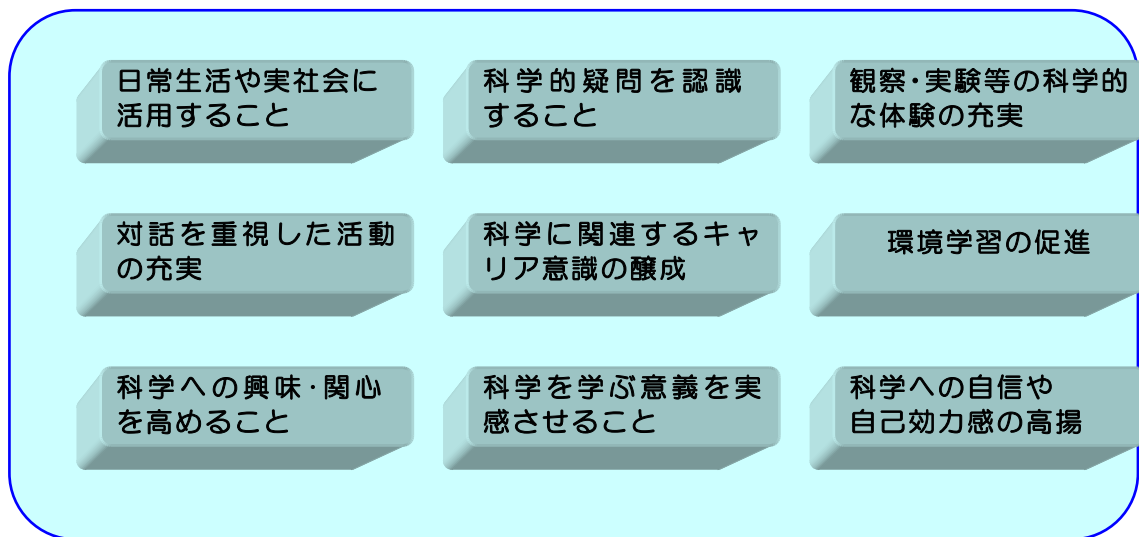 日常生活や実社会に
活用すること
科学的疑問を認識
すること
観察・実験等の科学的
な体験の充実
対話を重視した活動
の充実
科学に関連するキャ
リア意識の醸成
環境学習の促進
科学への興味・関心
を高めること
科学を学ぶ意義を実
感させること
科学への自信や
自己効力感の高揚